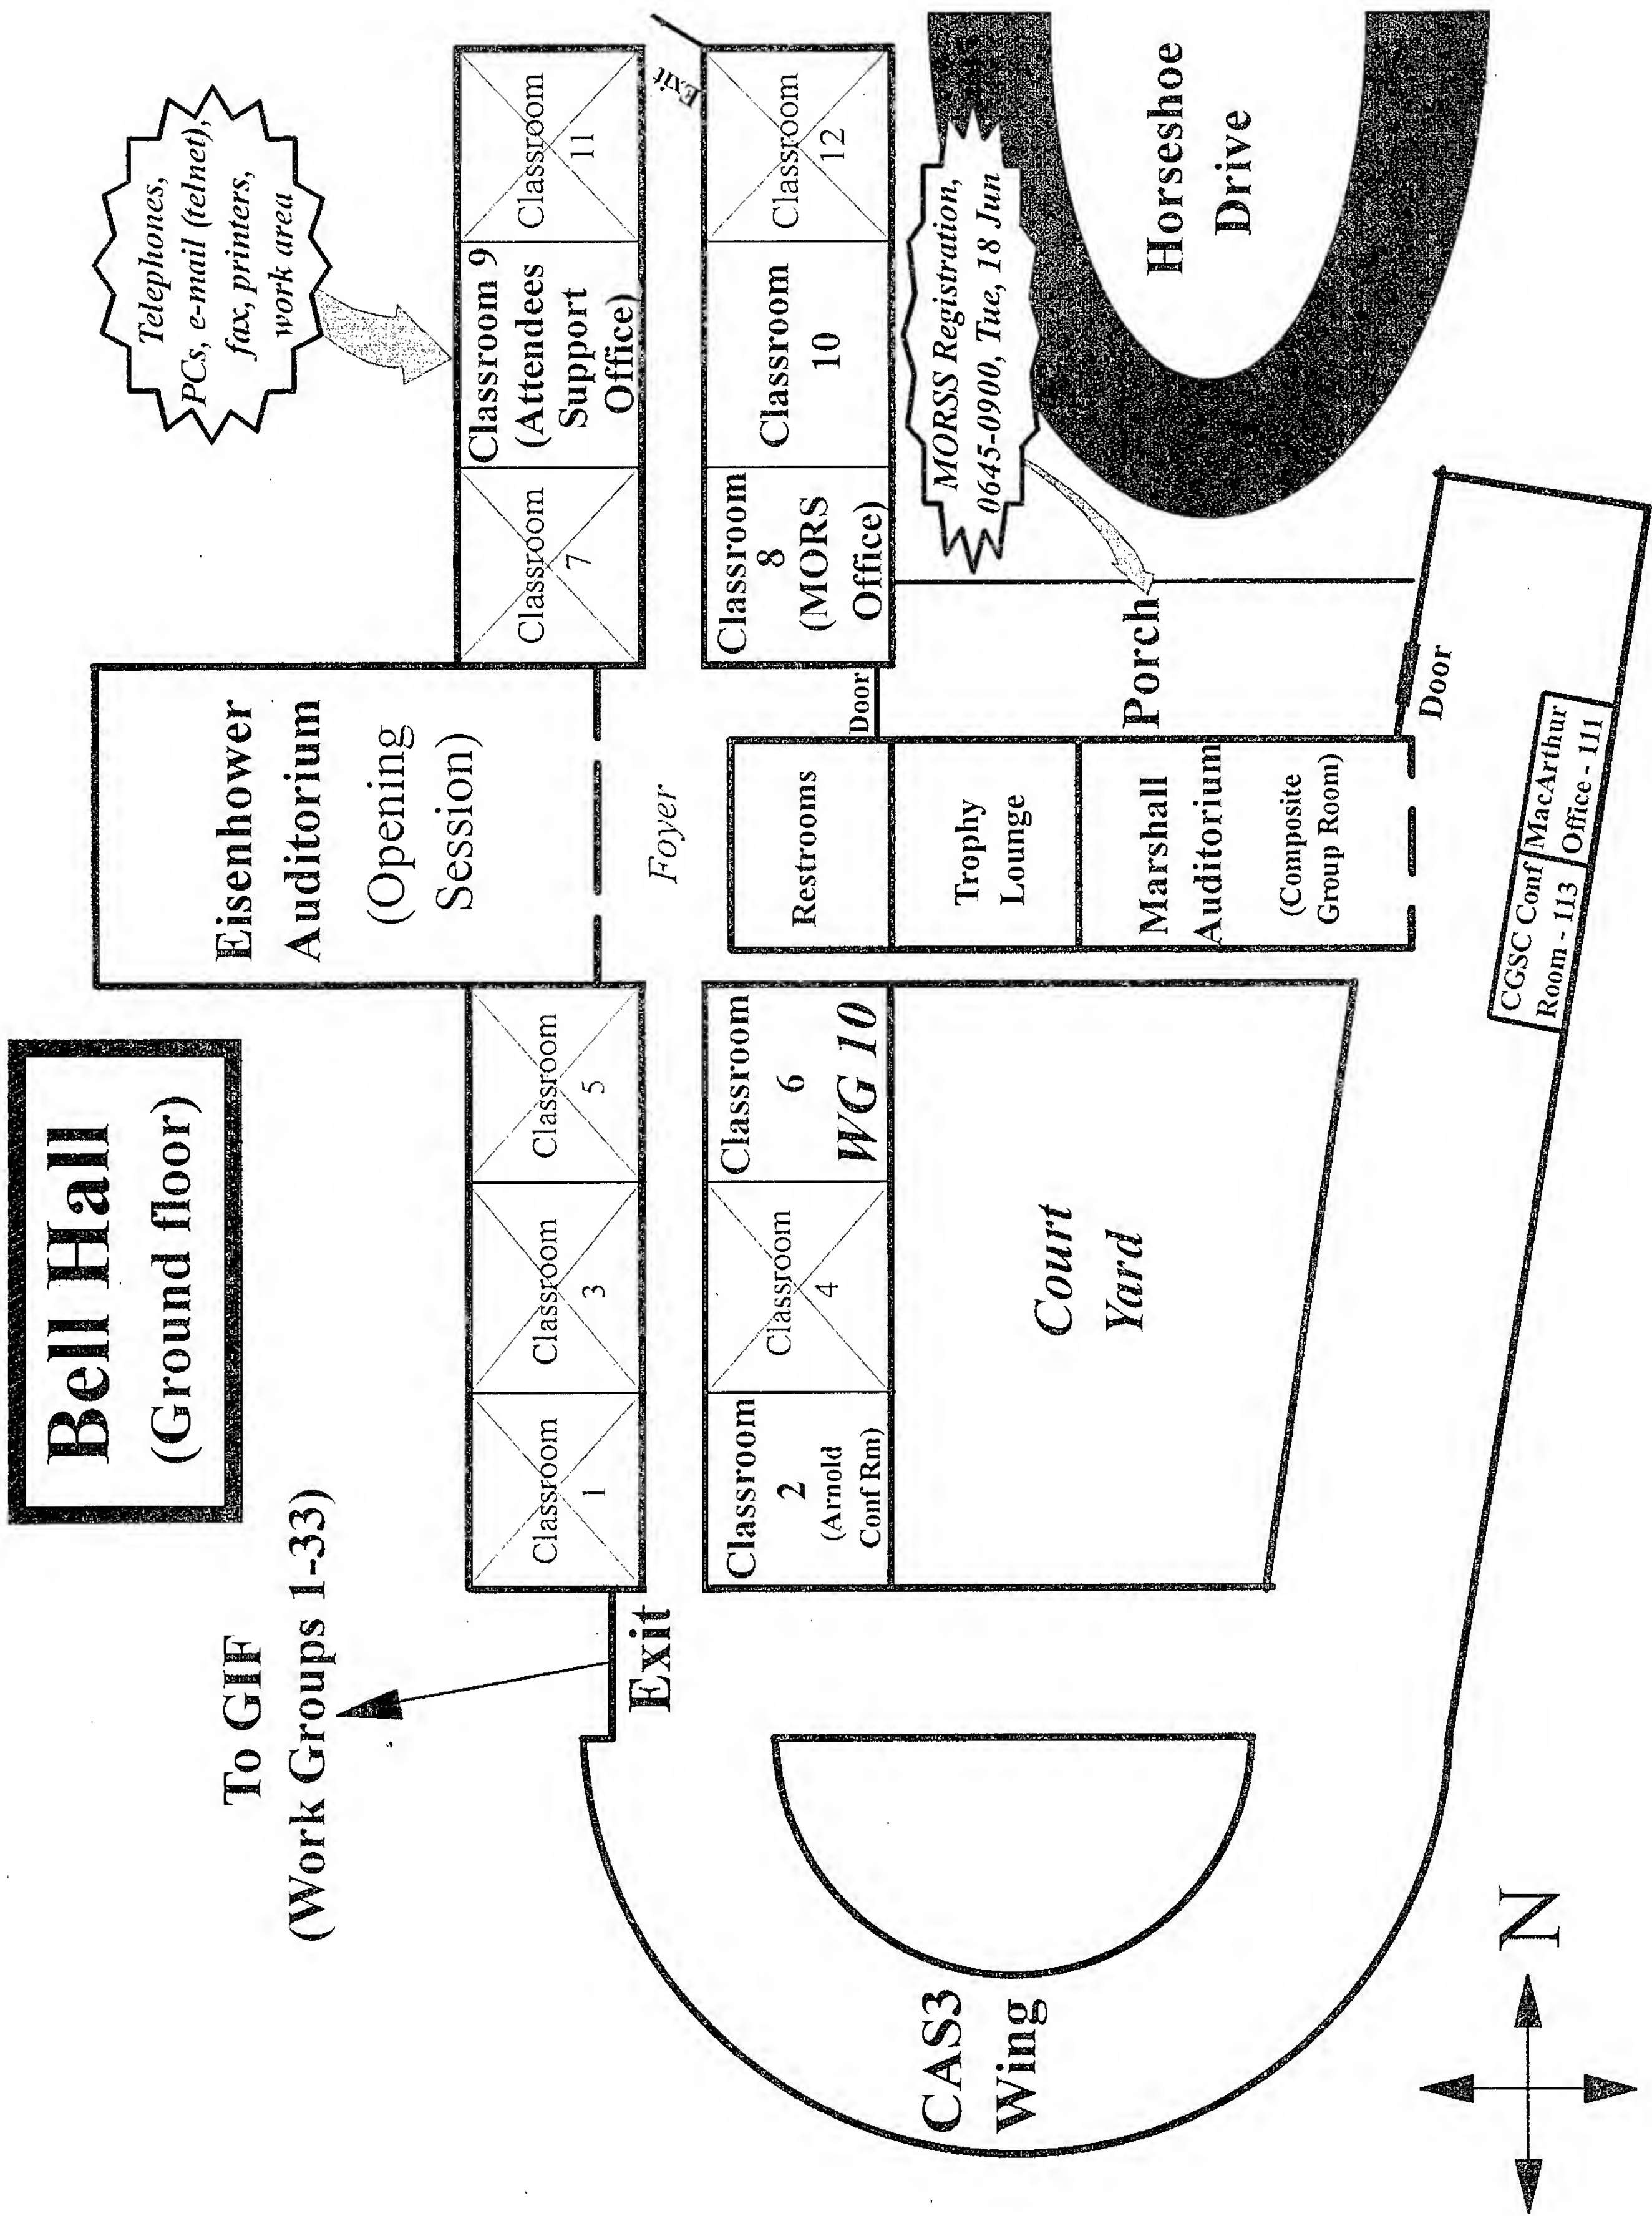 Bell Hall
(Ground floor)
To GIF
(Work Groups 1-33)
Exit
Telephones,
PCs, e-mail (telnet),
fax, printers,
work area
Eisenhower
Auditorium
(Opening
Session)
Classroom
1
Classroom
3
Classroom
5
Classroom
7
Classroom 9
(Attendees
Support
Office)
Classroom
11
Foyer
Exit
Classroom
2
(Arnold
Conf Rm)
Classroom
4
Classroom
6
WG 10
Restrooms
Door
Classroom
8
(MORS
Office)
Classroom
10
Classroom
12
Trophy
Lounge
MORSS Registration,
0645-0900, Tue, 18 Jun
CAS3
Wing
Court
Yard
Marshall
Auditorium
(Composite
Group Room)
Porch
Horseshoe
Drive
Door
CGSC Conf
Room - 113
MacArthur
Office - 111
N